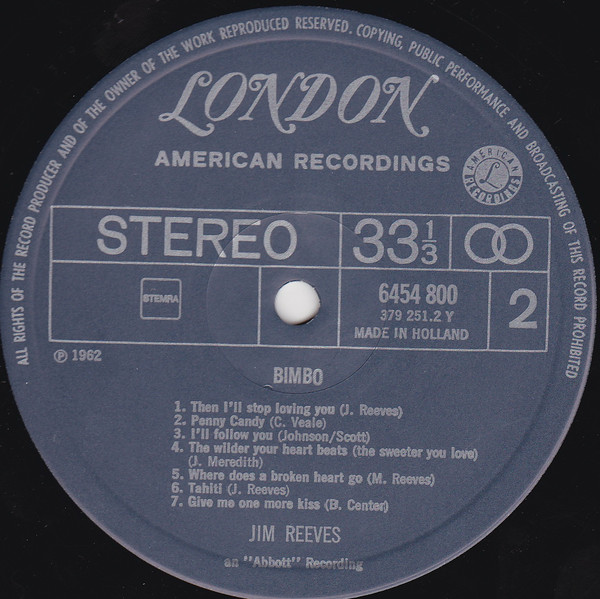 ALL RIGHTS OF THE RECORD PRODUCER AND OF THE OWNER OF THE WORK REPRODUCED RESERVED. COPYING, PUBLIC PERFORMANCE AND BROADCASTING OF THIS RECORD PROHIBITED
LONDON
AMERICAN RECORDINGS
AMERICAN
L
RECORDINGS
STEREO
33 1/3
STEMRA
6454 800
379 251.2 Y
MADE IN HOLLAND
2
℗ 1962
BIMBO
1. Then I'll stop loving you (J. Reeves)
2. Penny Candy (C. Veale)
3. I'll follow you (Johnson/Scott)
4. The wilder your heart beats (the sweeter you love)
(J. Meredith)
5. Where does a broken heart go (M. Reeves)
6. Tahiti (J. Reeves)
7. Give me one more kiss (B. Center)
JIM REEVES
an "Abbott" Recording